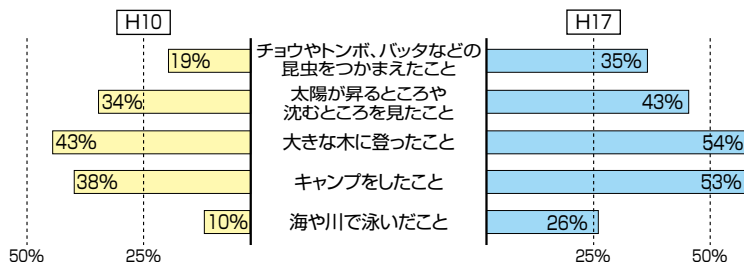 H10
H17
19%
チョウやトンボ、バッタなどの
昆虫をつかまえたこと
35%
34%
太陽が昇るところや
沈むところを見たこと
43%
43%
大きな木に登ったこと
54%
38%
キャンプをしたこと
53%
10%
海や川で泳いだこと
26%
50%
25%
25%
50%